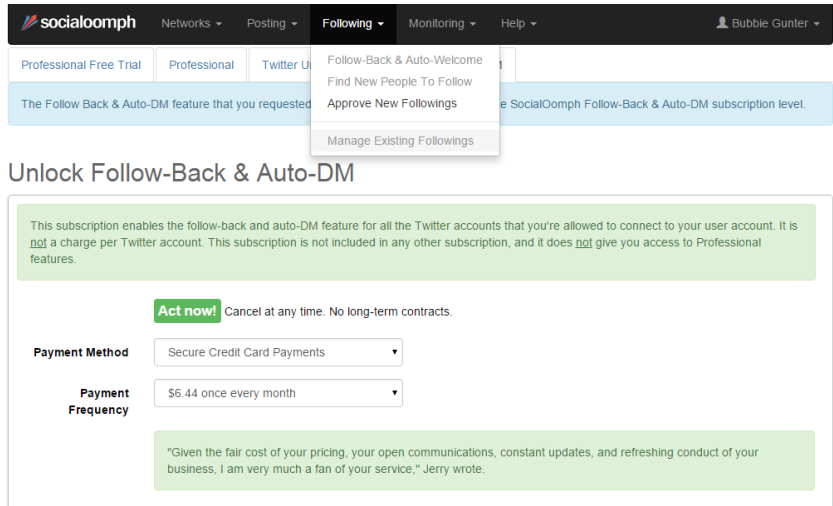 socialoomph Networks Posting Following Monitoring Help Bubbie Gunter
Professional Free Trial Professional Twitter
Follow-Back & Auto-Welcome
Find New People To Follow
Approve New Followings
Manage Existing Followings
The Follow Back & Auto-DM feature that you requested SocialOomph Follow-Back & Auto-DM subscription level.
Unlock Follow-Back & Auto-DM
This subscription enables the follow-back and auto-DM feature for all the Twitter accounts that you're allowed to connect to your user account. It is
not a charge per Twitter account. This subscription is not included in any other subscription, and it does not give you access to Professional
features.
Act now! Cancel at any time. No long-term contracts.
Payment Method Secure Credit Card Payments
Payment $6.44 once every month
Frequency
"Given the fair cost of your pricing, your open communications, constant updates, and refreshing conduct of your
business, I am very much a fan of your service," Jerry wrote.